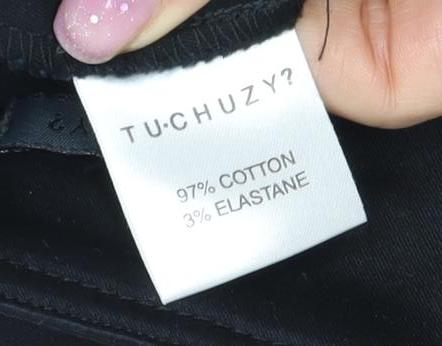 TU·CHUZY?
97% COTTON
3% ELASTANE